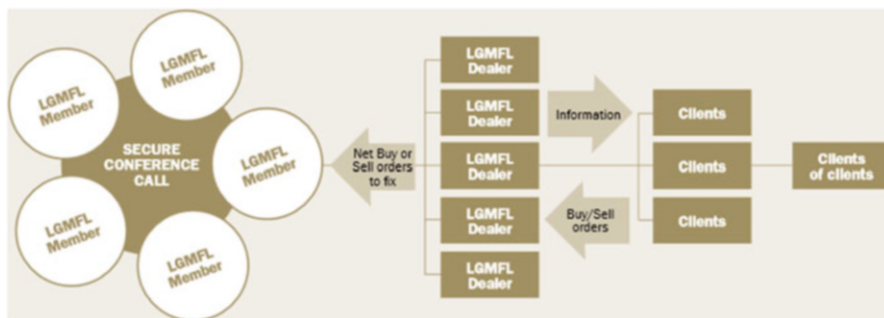 LGMFL
Member
LGMFL
Member
LGMFL
Member
LGMFL
Member
LGMFL
Member
SECURE
CONFERENCE
CALL
Net Buy or
Sell orders
to fix
LGMFL
Dealer
LGMFL
Dealer
LGMFL
Dealer
LGMFL
Dealer
LGMFL
Dealer
Information
Buy/Sell
orders
Clients
Clients
Clients
Clients
of clients